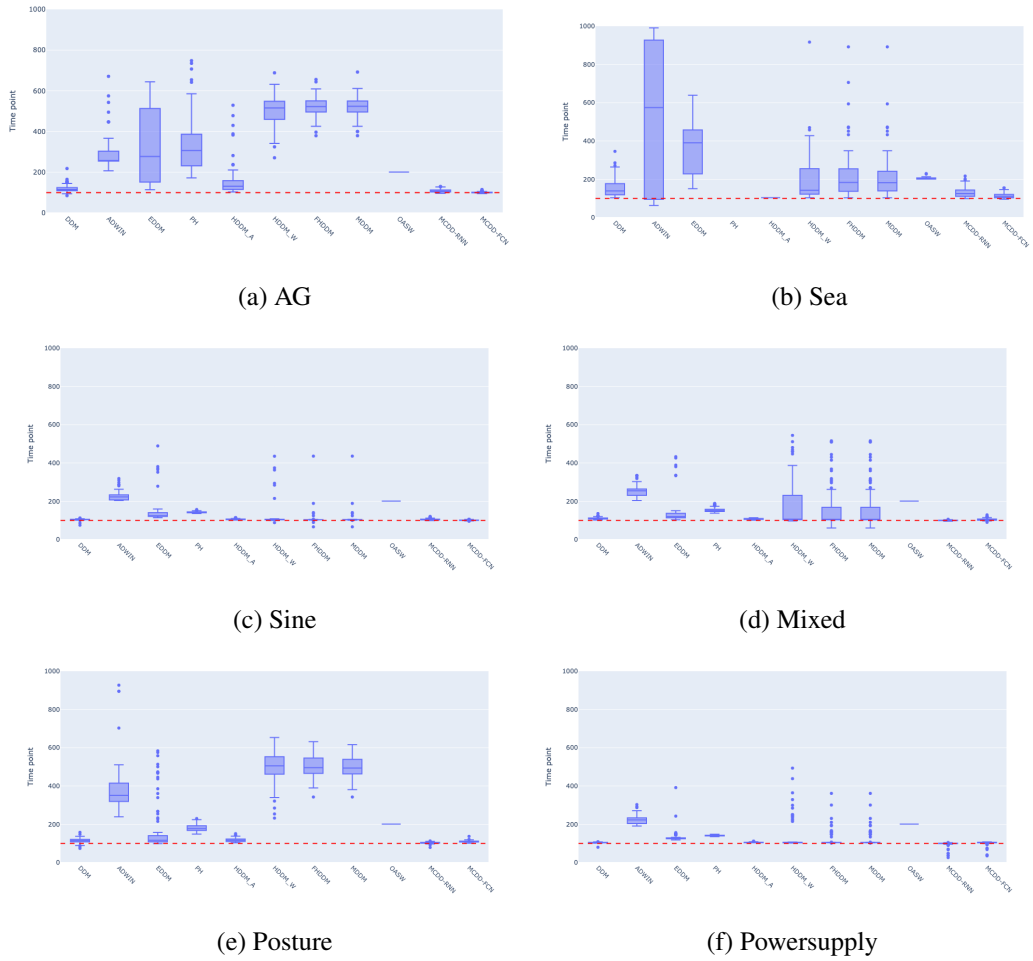 1000
800
600
400
200
0
Time point
DDM
ADWIN
EDDM
PH
HDDM_A
HDDM_W
FHDDM
MDDM
OASW
MCDD-RNN
MCDD-FCN
(a) AG
1000
800
600
400
200
0
Time point
DDM
ADWIN
EDDM
PH
HDDM_A
HDDM_W
FHDDM
MDDM
OASW
MCDD-RNN
MCDD-FCN
(b) Sea
1000
800
600
400
200
0
Time point
DDM
ADWIN
EDDM
PH
HDDM_A
HDDM_W
FHDDM
MDDM
OASW
MCDD-RNN
MCDD-FCN
(c) Sine
1000
800
600
400
200
0
Time point
DDM
ADWIN
EDDM
PH
HDDM_A
HDDM_W
FHDDM
MDDM
OASW
MCDD-RNN
MCDD-FCN
(d) Mixed
1000
800
600
400
200
0
Time point
DDM
ADWIN
EDDM
PH
HDDM_A
HDDM_W
FHDDM
MDDM
OASW
MCDD-RNN
MCDD-FCN
(e) Posture
1000
800
600
400
200
0
Time point
DDM
ADWIN
EDDM
PH
HDDM_A
HDDM_W
FHDDM
MDDM
OASW
MCDD-RNN
MCDD-FCN
(f) Powersupply